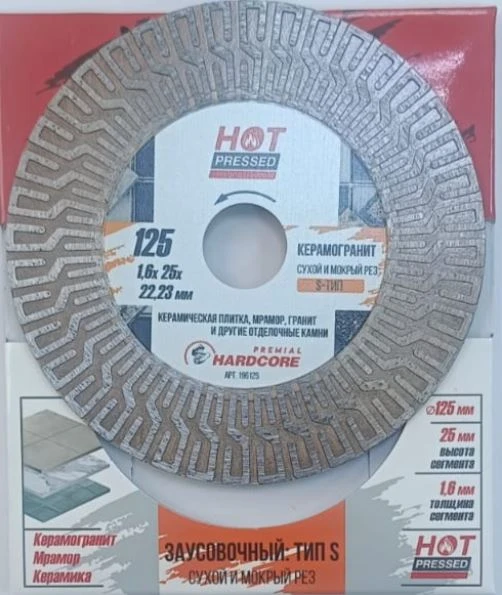 HOT
PRESSED
125
1,6x 25x
22,23 мм
КЕРАМОГРАНИТ
СУХОЙ И МОКРЫЙ РЕЗ
S-ТИП
КЕРАМИЧЕСКАЯ ПЛИТКА, МРАМОР, ГРАНИТ
И ДРУГИЕ ОТДЕЛОЧНЫЕ КАМНИ
PREMIAL
HARDCORE
АРТ. 196125
⌀125 мм
25 мм
высота
сегмента
1,6 мм
толщина
сегмента
Керамогранит
Мрамор
Керамика
ЗАУСОВОЧНЫЙ: ТИП S
СУХОЙ И МОКРЫЙ РЕЗ
HOT
PRESSED